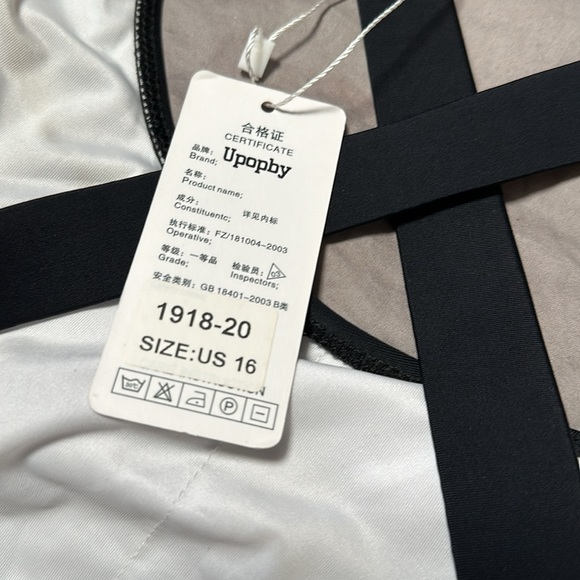 合格证
CERTIFICATE
品牌: Upopby
Brand;
名称:
Product name;
成分: 详见内标
Constituentc;
执行标准: FZ/181004-2003
Operative;
等级: 一等品 检验员: 03
Grade; Inspectors;
安全类别: GB 18401-2003 B类
1918-20
SIZE:US 16